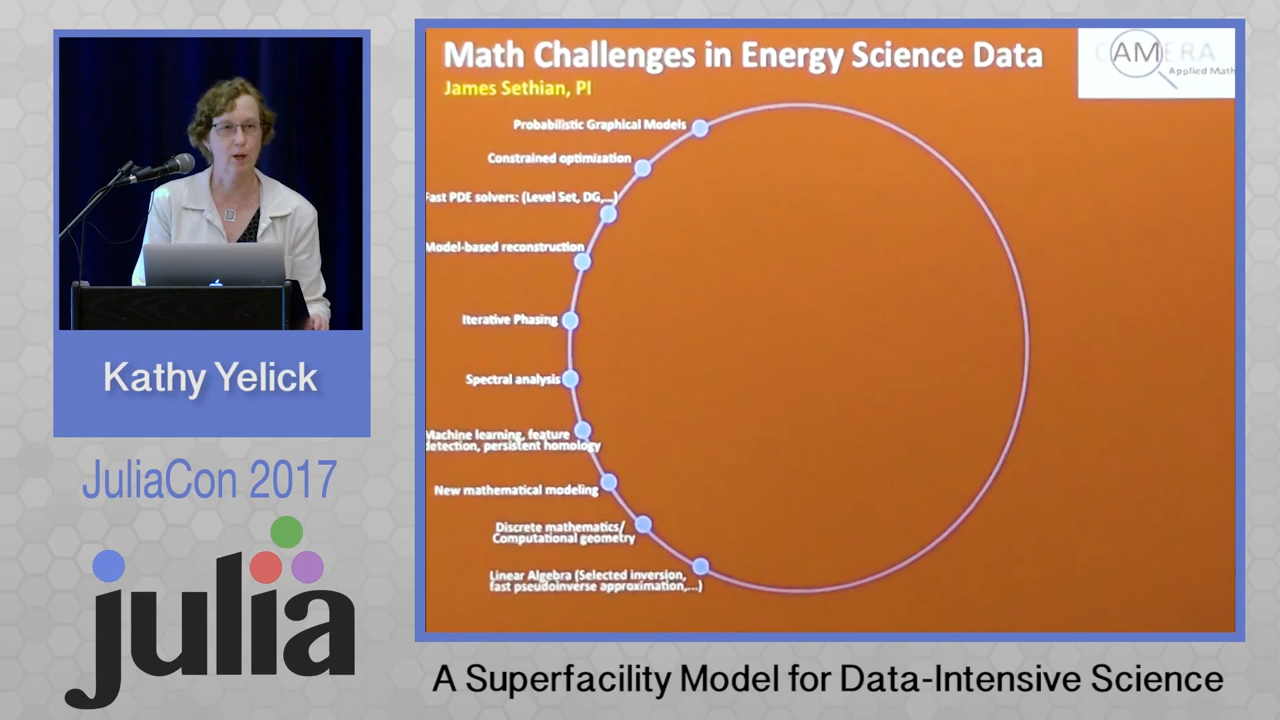 Math Challenges in Energy Science Data
James Sethian, PI
CAMERA
Applied Math
Probabilistic Graphical Models
Constrained optimization
Fast PDE solvers: (Level Set, DG,...)
Model-based reconstruction
Iterative Phasing
Spectral analysis
Machine learning, feature
detection, persistent homology
New mathematical modeling
Discrete mathematics/
Computational geometry
Linear Algebra (Selected inversion,
fast pseudoinverse approximation,...)
Kathy Yelick
JuliaCon 2017
julia
A Superfacility Model for Data-Intensive Science